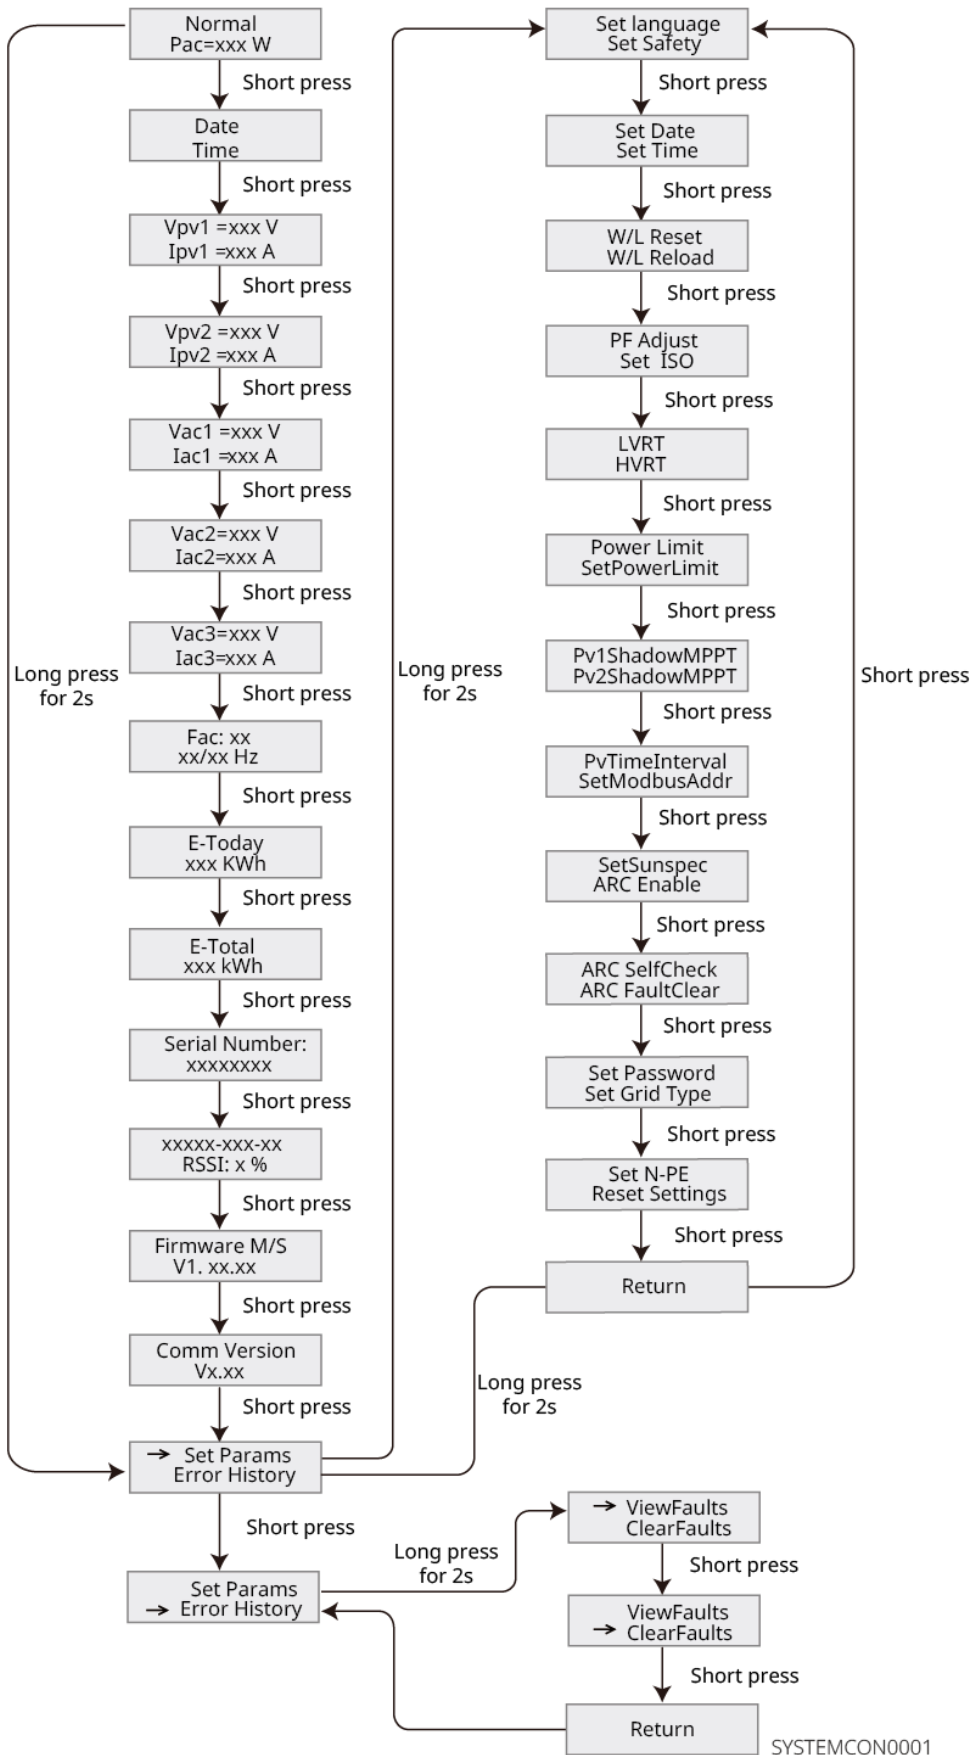 Normal
Pac=xxx W
Short press
Date
Time
Short press
Vpv1 =xxx V
Ipv1 =xxx A
Short press
Vpv2 =xxx V
Ipv2 =xxx A
Short press
Vac1 =xxx V
Iac1 =xxx A
Short press
Vac2=xxx V
Iac2=xxx A
Short press
Vac3=xxx V
Iac3=xxx A
Long press
for 2s
Short press
Fac: xx
xx/xx Hz
Short press
E-Today
xxx KWh
Short press
E-Total
xxx kWh
Short press
Serial Number:
xxxxxxxx
Short press
xxxxx-xxx-xx
RSSI: x %
Short press
Firmware M/S
V1. xx.xx
Short press
Comm Version
Vx.xx
Short press
→ Set Params
Error History
Short press
Set Params
→ Error History
Long press
for 2s
Set language
Set Safety
Short press
Set Date
Set Time
Short press
W/L Reset
W/L Reload
Short press
PF Adjust
Set ISO
Short press
LVRT
HVRT
Short press
Power Limit
SetPowerLimit
Short press
Pv1ShadowMPPT
Pv2ShadowMPPT
Short press
PvTimeInterval
SetModbusAddr
Short press
SetSunspec
ARC Enable
Short press
ARC SelfCheck
ARC FaultClear
Short press
Set Password
Set Grid Type
Short press
Set N-PE
Reset Settings
Short press
Return
Short press
Long press
for 2s
Long press
for 2s
→ ViewFaults
ClearFaults
Short press
ViewFaults
→ ClearFaults
Short press
Return
SYSTEMCON0001